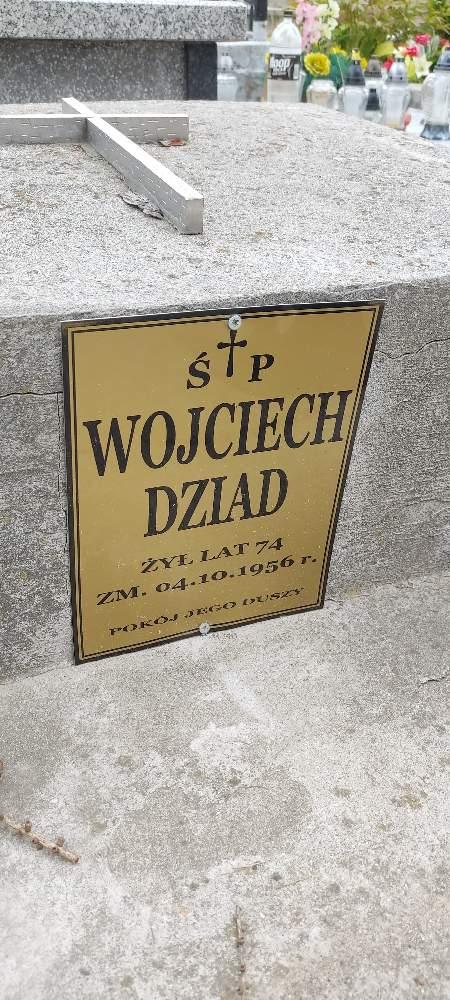 Ś†P
WOJCIECH
DZIAD
ŻYŁ LAT 74
ZM. 04.10.1956 r.
POKÓJ JEGO DUSZY